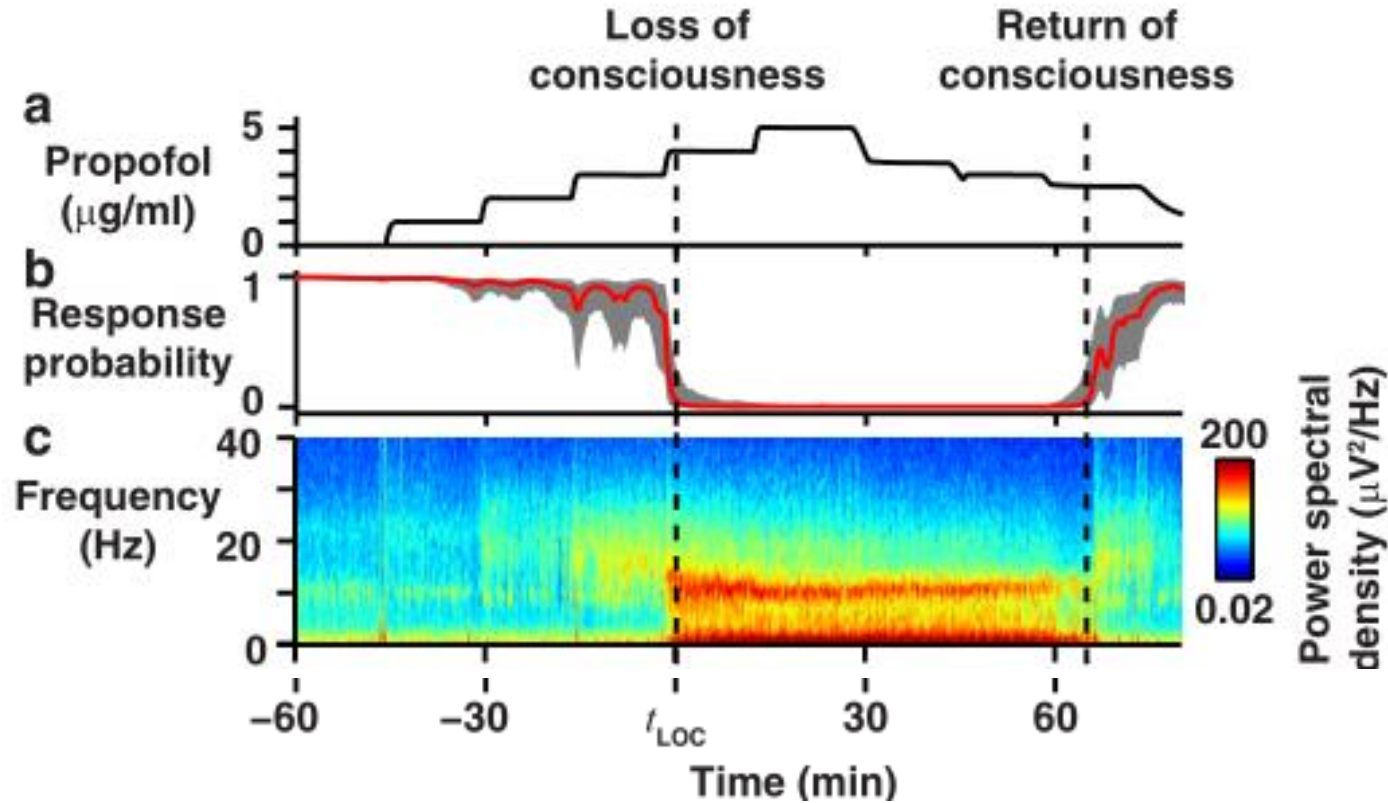 Loss of
consciousness
Return of
consciousness
a
Propofol
(μg/ml)
5
0
b
Response
probability
1
0
c
Frequency
(Hz)
40
20
0
200
0.02
Power spectral
density (μV²/Hz)
−60
−30
tLOC
30
60
Time (min)